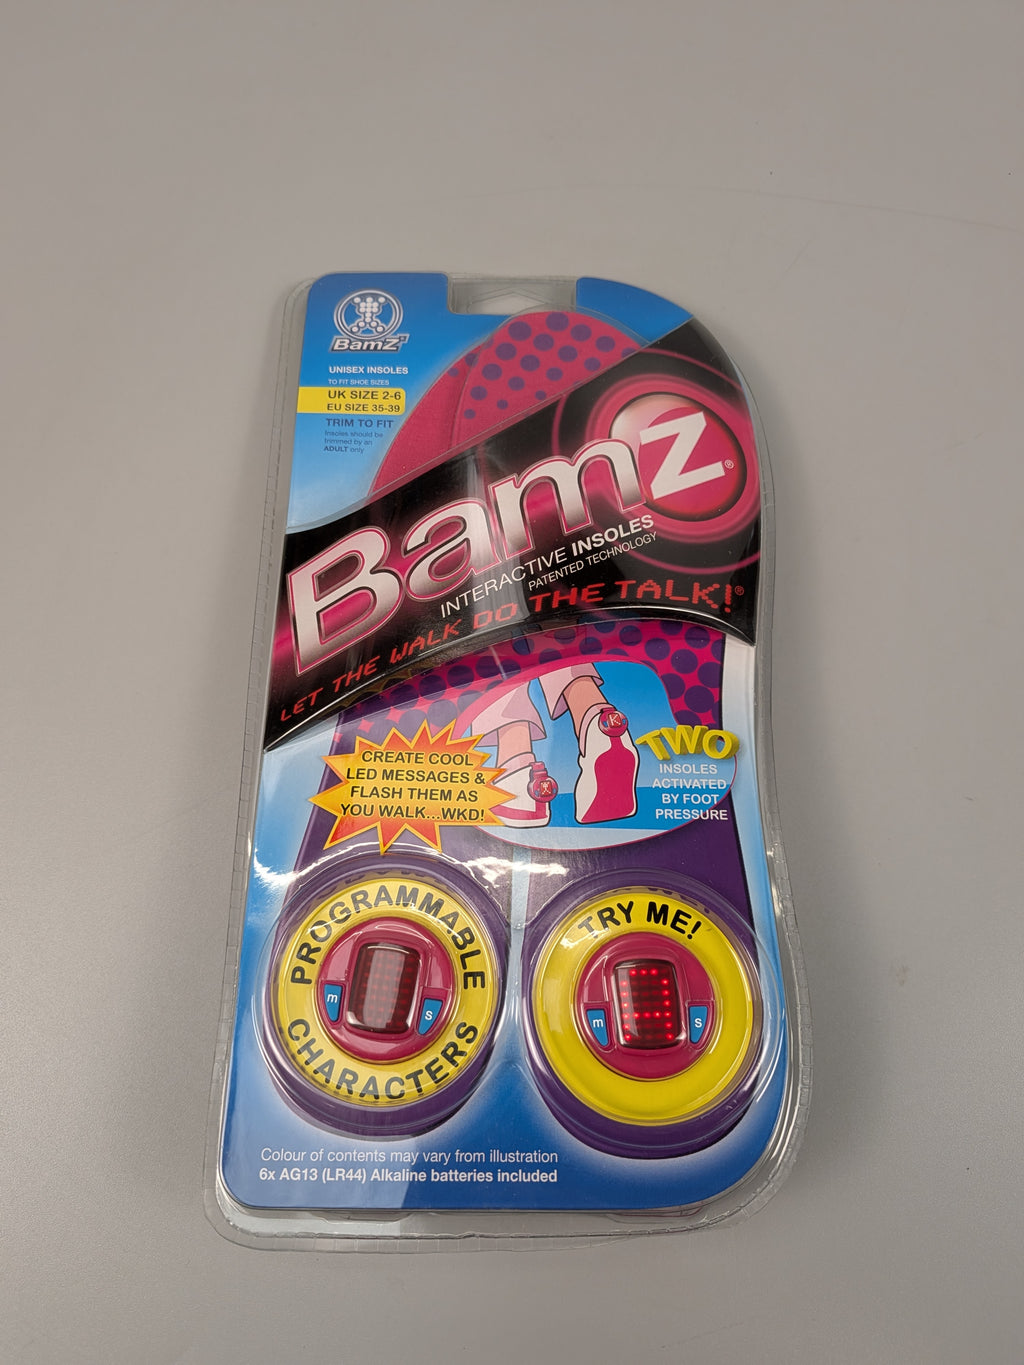 BamZ
UNISEX INSOLES
TO FIT SHOE SIZES
UK SIZE 2-6
EU SIZE 35-39
TRIM TO FIT
Insoles should be
trimmed by an
ADULT only
Bamz®
INTERACTIVE INSOLES
PATENTED TECHNOLOGY
LET THE WALK DO THE TALK!®
CREATE COOL
LED MESSAGES &
FLASH THEM AS
YOU WALK...WKD!
K
TWO
INSOLES
ACTIVATED
BY FOOT
PRESSURE
PROGRAMMABLE
CHARACTERS
m
s
TRY ME!
m
s
Colour of contents may vary from illustration
6x AG13 (LR44) Alkaline batteries included